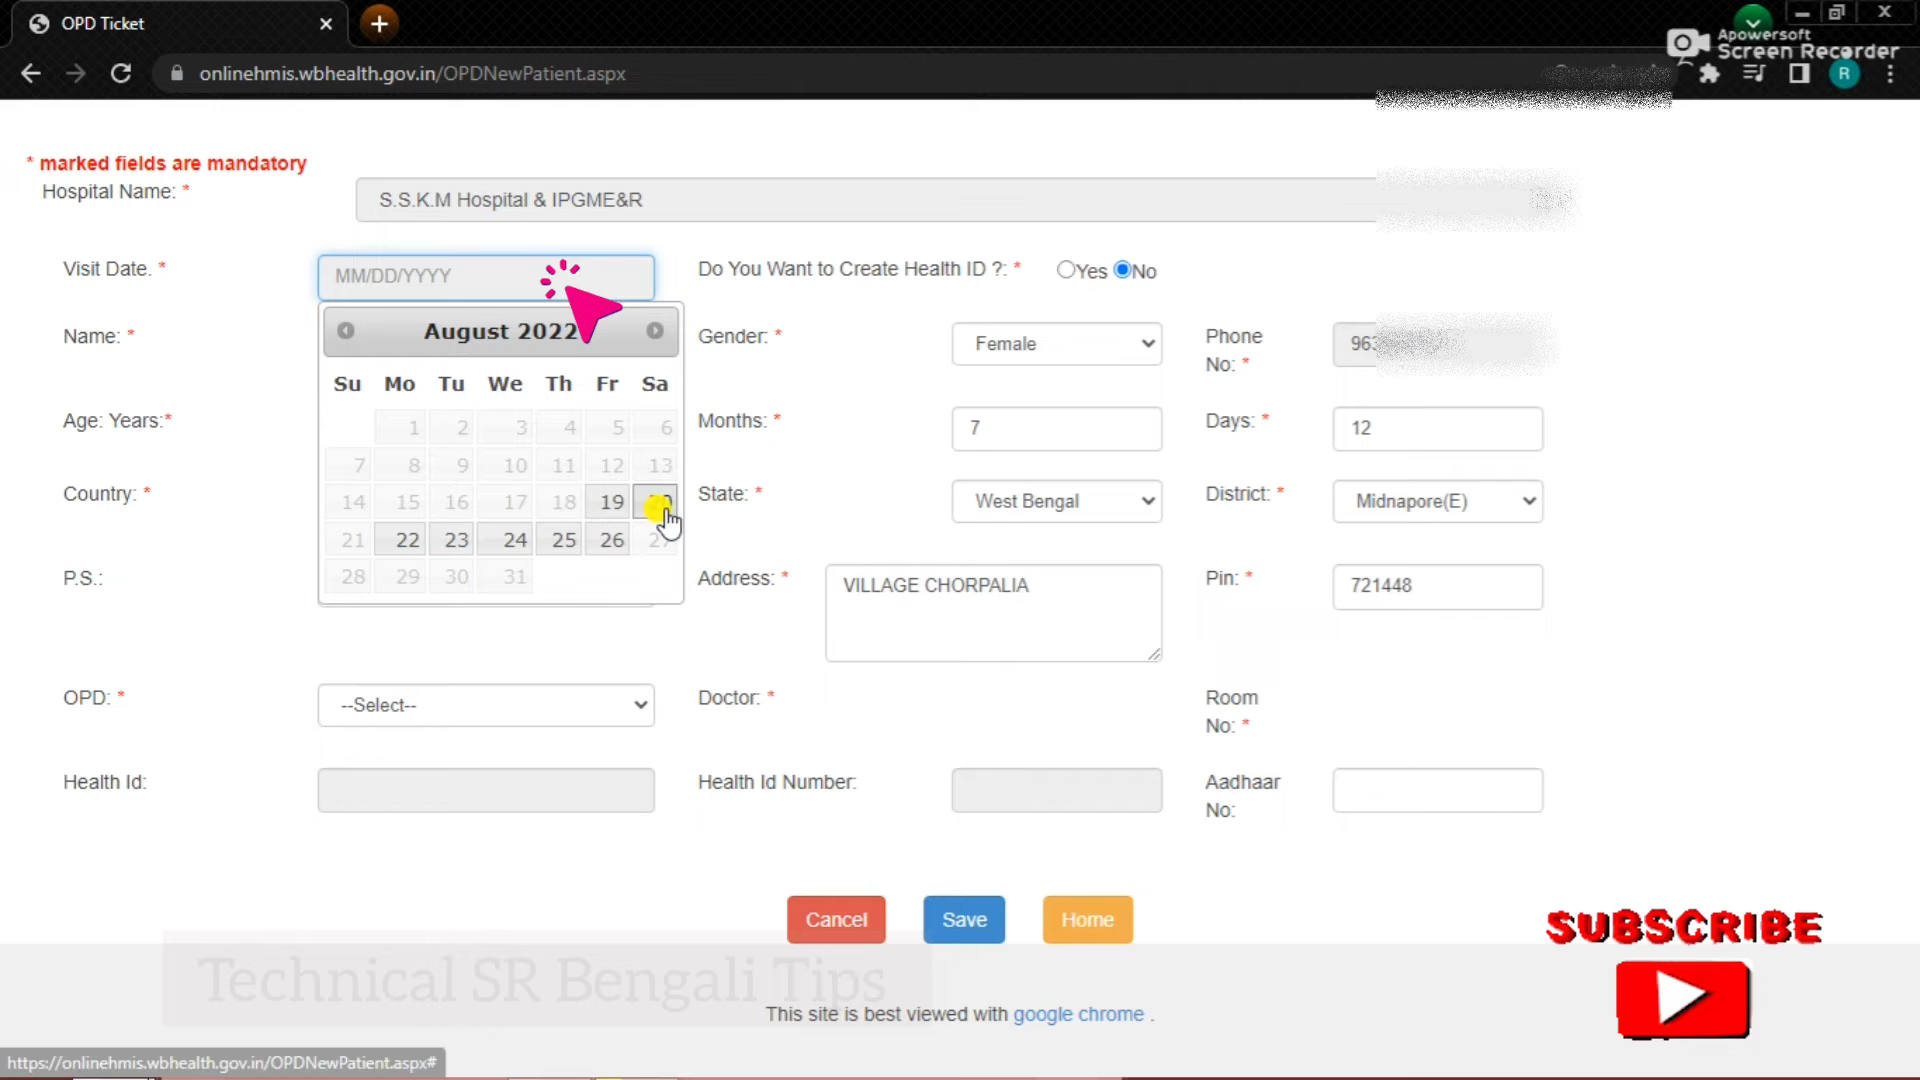 OPD Ticket
Apowersoft
Screen Recorder
onlinehmis.wbhealth.gov.in/OPDNewPatient.aspx
R
* marked fields are mandatory
Hospital Name: *
S.S.K.M Hospital & IPGME&R
Visit Date. *
MM/DD/YYYY
Do You Want to Create Health ID ?: *
Yes No
August 2022
Name: *
Gender: *
Female
Phone No: *
96
Su Mo Tu We Th Fr Sa
1 2 3 4 5 6
7 8 9 10 11 12 13
14 15 16 17 18 19
21 22 23 24 25 26 27
28 29 30 31
Age: Years:*
Months: *
7
Days: *
12
Country: *
State: *
West Bengal
District: *
Midnapore(E)
P.S.:
Address: *
VILLAGE CHORPALIA
Pin: *
721448
OPD: *
--Select--
Doctor: *
Room No: *
Health Id:
Health Id Number:
Aadhaar No:
Cancel
Save
Home
SUBSCRIBE
Technical SR Bengali Tips
This site is best viewed with google chrome .
https://onlinehmis.wbhealth.gov.in/OPDNewPatient.aspx#